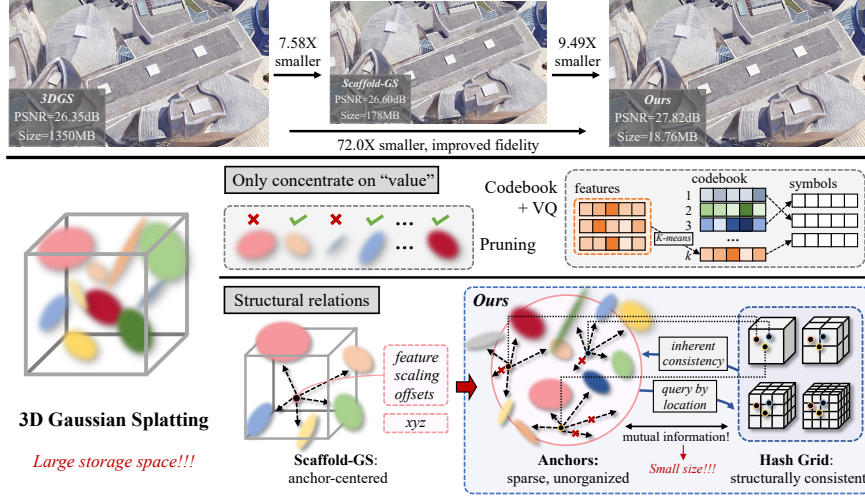 3DGS
PSNR=26.35dB
Size=1350MB
7.58X
smaller
Scaffold-GS
PSNR=26.60dB
Size=178MB
9.49X
smaller
Ours
PSNR=27.82dB
Size=18.76MB
72.0X smaller, improved fidelity
Only concentrate on “value”
...
...
Pruning
Codebook
+ VQ
features
K-means
codebook
1
2
3
...
k
symbols
3D Gaussian Splatting
Large storage space!!!
Structural relations
feature
scaling
offsets
xyz
Scaffold-GS:
anchor-centered
Ours
inherent
consistency
query by
location
mutual information!
Small size!!!
Anchors:
sparse, unorganized
Hash Grid:
structurally consistent